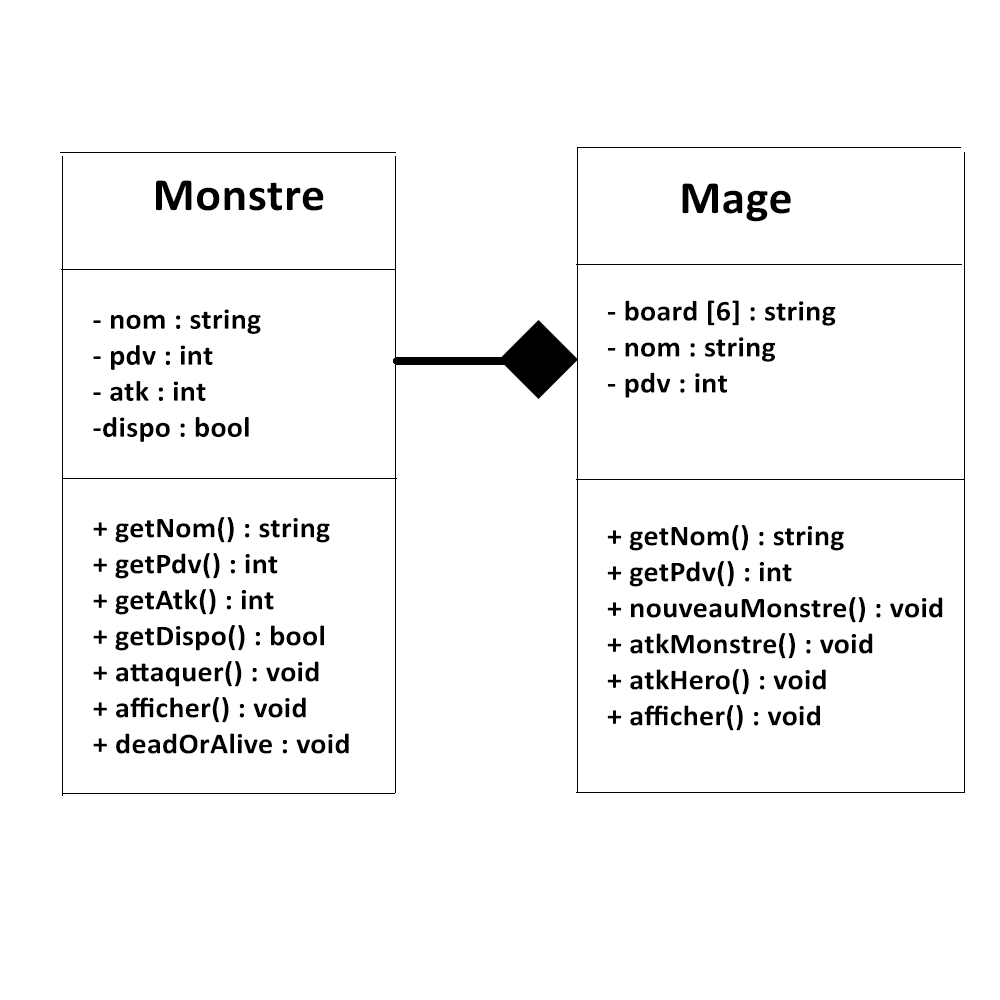 Monstre
- nom : string
- pdv : int
- atk : int
-dispo : bool
+ getNom() : string
+ getPdv() : int
+ getAtk() : int
+ getDispo() : bool
+ attaquer() : void
+ afficher() : void
+ deadOrAlive : void
Mage
- board [6] : string
- nom : string
- pdv : int
+ getNom() : string
+ getPdv() : int
+ nouveauMonstre() : void
+ atkMonstre() : void
+ atkHero() : void
+ afficher() : void